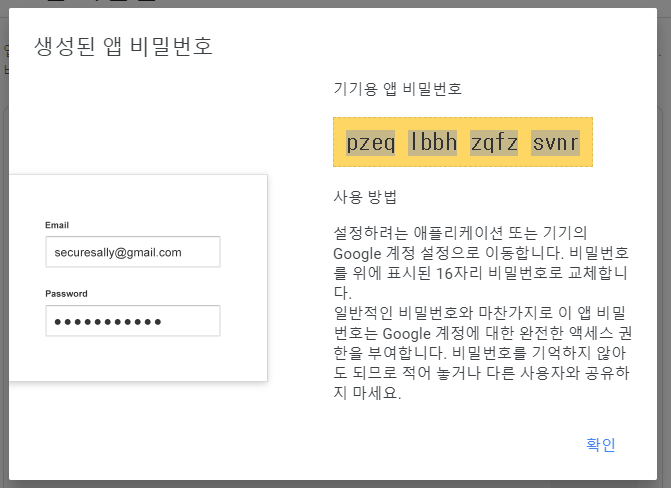 생성된 앱 비밀번호
기기용 앱 비밀번호
pzeq lbbh zqfz svnr
Email
securesally@gmail.com
Password
사용 방법
설정하려는 애플리케이션 또는 기기의
Google 계정 설정으로 이동합니다. 비밀번호
를 위에 표시된 16자리 비밀번호로 교체합니
다.
일반적인 비밀번호와 마찬가지로 이 앱 비밀
번호는 Google 계정에 대한 완전한 액세스 권
한을 부여합니다. 비밀번호를 기억하지 않아
도 되므로 적어 놓거나 다른 사용자와 공유하
지 마세요.
확인